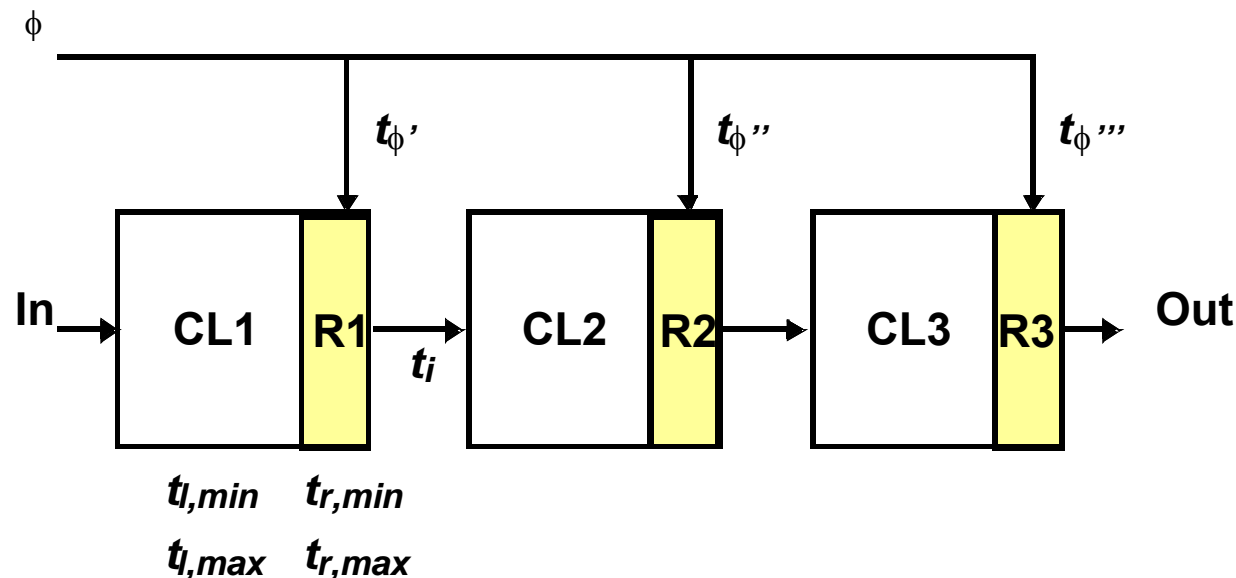 ϕ
tϕ’ tϕ’’ tϕ’’’
In CL1 R1 CL2 R2 CL3 R3 Out
ti
tl,min tr,min
tl,max tr,max